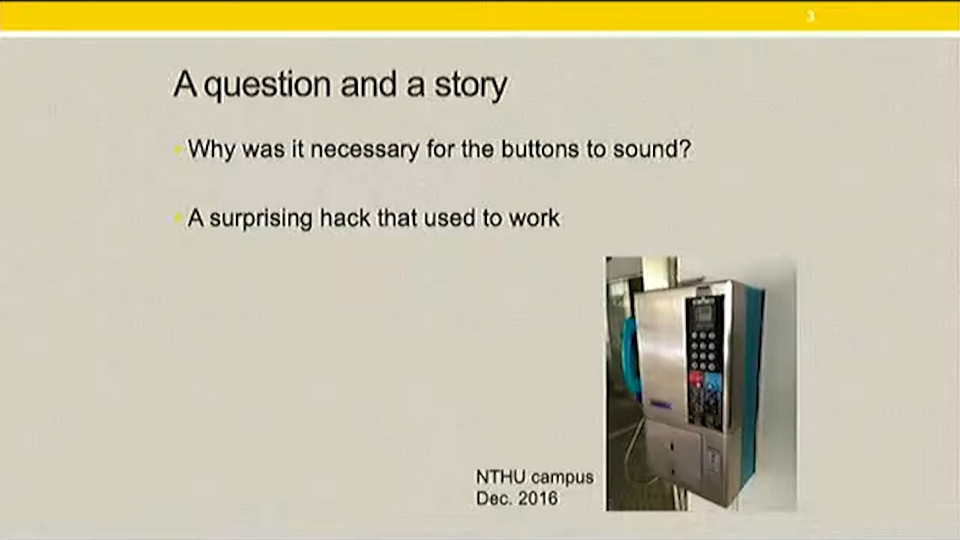 3
A question and a story
Why was it necessary for the buttons to sound?
A surprising hack that used to work
NTHU campus
Dec. 2016